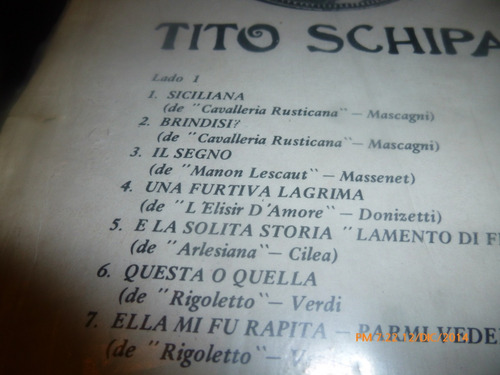 TITO SCHIPA
Lado 1
1. SICILIANA
(de "Cavalleria Rusticana" — Mascagni)
2. BRINDISI?
(de "Cavalleria Rusticana" — Mascagni)
3. IL SEGNO
(de "Manon Lescaut" — Massenet)
4. UNA FURTIVA LAGRIMA
(de "L'Elisir D'Amore" — Donizetti)
5. E LA SOLITA STORIA "LAMENTO DI
(de "Arlesiana" — Cilea)
6. QUESTA O QUELLA
(de "Rigoletto" — Verdi
7. ELLA MI FU RAPITA — PARMI
(de "Rigoletto" —